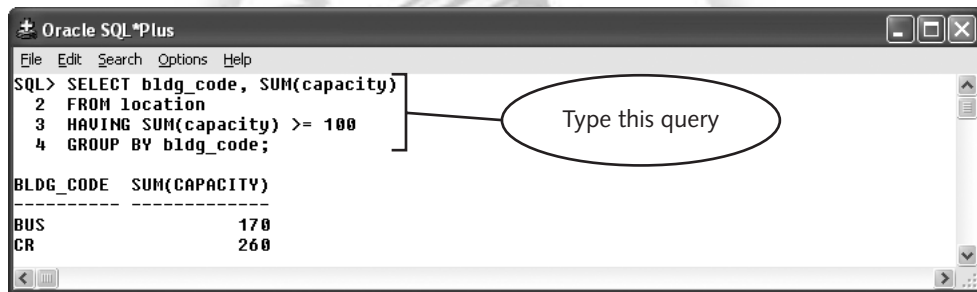 Oracle SQL*Plus
File Edit Search Options Help
SQL> SELECT bldg_code, SUM(capacity)
2 FROM location
3 HAVING SUM(capacity) >= 100
4 GROUP BY bldg_code;
Type this query
BLDG_CODE SUM(CAPACITY)
---------- -------------
BUS 170
CR 260